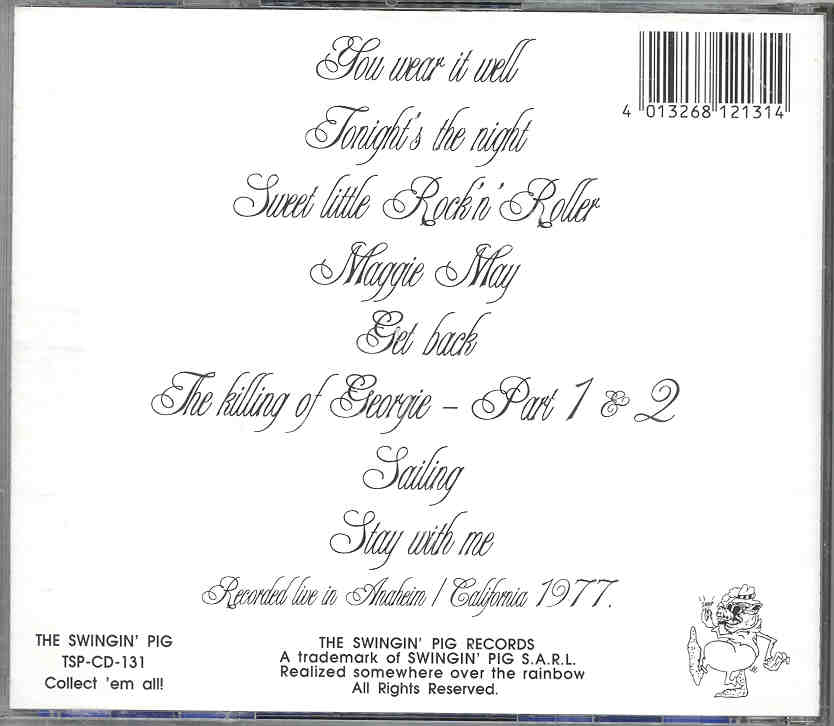 You wear it well
4 013268 121314
Tonight's the night
Sweet little Rock'n' Roller
Maggie May
Get back
The killing of Georgie – Part 1 & 2
Sailing
Stay with me
Recorded live in Anaheim / California 1977.
THE SWINGIN' PIG
TSP-CD-131
Collect 'em all!
THE SWINGIN' PIG RECORDS
A trademark of SWINGIN' PIG S.A.R.L.
Realized somewhere over the rainbow
All Rights Reserved.